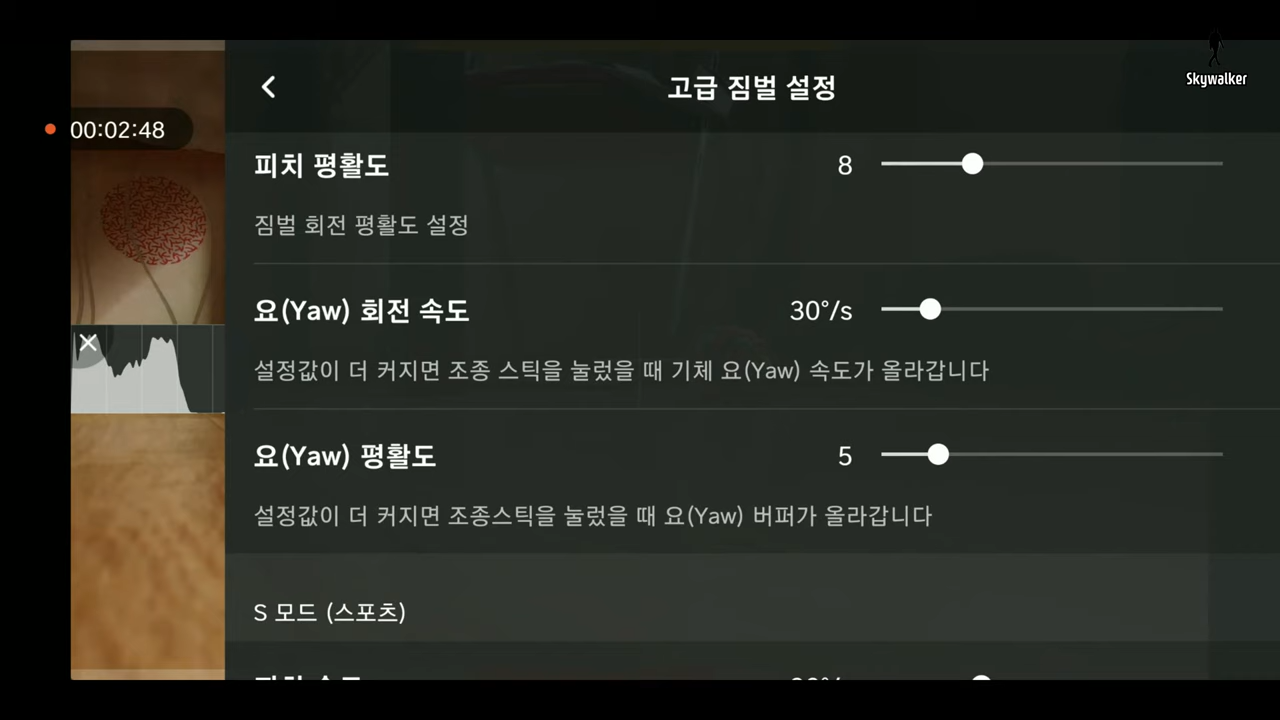 고급 짐벌 설정
Skywalker
00:02:48
피치 평활도 8
짐벌 회전 평활도 설정
요(Yaw) 회전 속도 30°/s
설정값이 더 커지면 조종 스틱을 눌렀을 때 기체 요(Yaw) 속도가 올라갑니다
요(Yaw) 평활도 5
설정값이 더 커지면 조종스틱을 눌렀을 때 요(Yaw) 버퍼가 올라갑니다
S 모드 (스포츠)